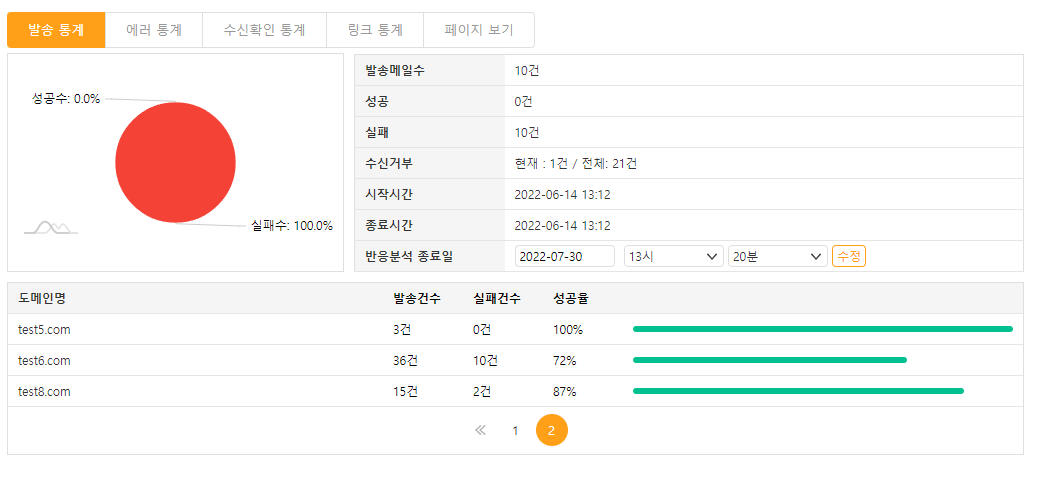 발송 통계 에러 통계 수신확인 통계 링크 통계 페이지 보기
성공수: 0.0%
실패수: 100.0%
발송메일수 10건
성공 0건
실패 10건
수신거부 현재 : 1건 / 전체: 21건
시작시간 2022-06-14 13:12
종료시간 2022-06-14 13:12
반응분석 종료일 2022-07-30 13시 20분 수정
도메인명 발송건수 실패건수 성공율
test5.com 3건 0건 100%
test6.com 36건 10건 72%
test8.com 15건 2건 87%
1 2